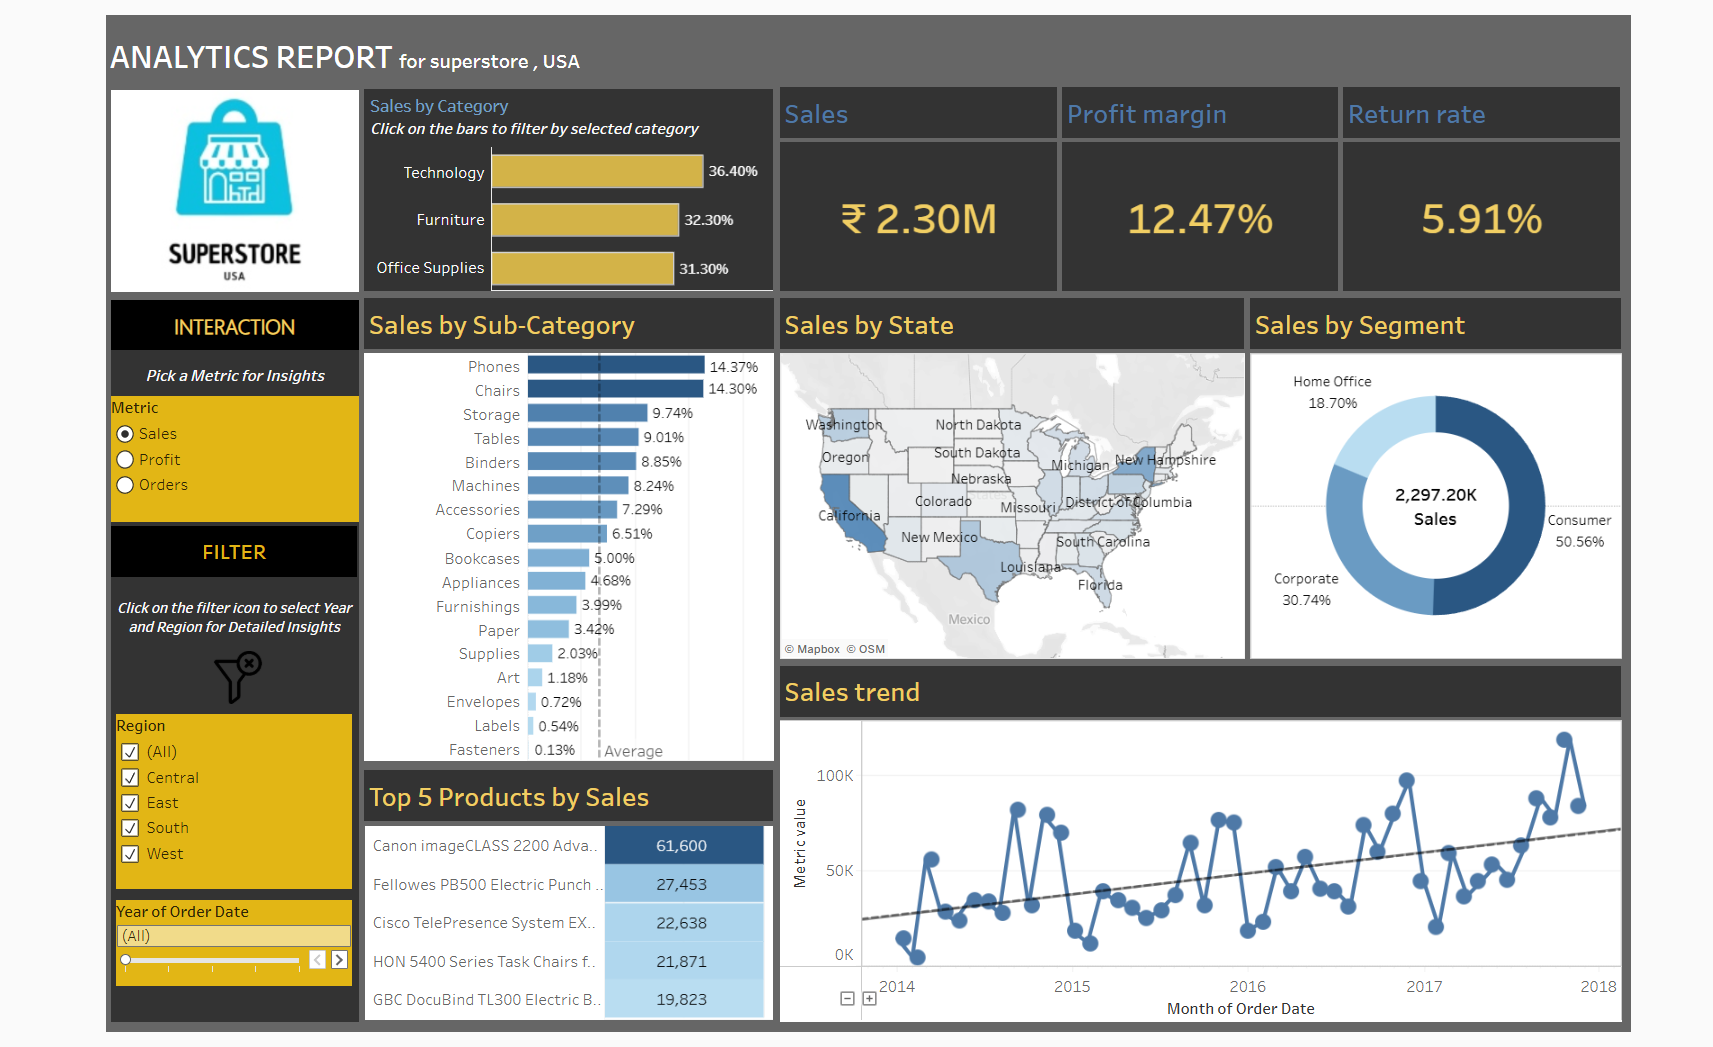 ANALYTICS REPORT for superstore , USA
SUPERSTORE
USA
Sales by Category
Click on the bars to filter by selected category
Technology 36.40%
Furniture 32.30%
Office Supplies 31.30%
Sales
₹ 2.30M
Profit margin
12.47%
Return rate
5.91%
INTERACTION
Pick a Metric for Insights
Metric
Sales
Profit
Orders
FILTER
Click on the filter icon to select Year
and Region for Detailed Insights
Region
(All)
Central
East
South
West
Year of Order Date
(All)
Sales by Sub-Category
Phones 14.37%
Chairs 14.30%
Storage 9.74%
Tables 9.01%
Binders 8.85%
Machines 8.24%
Accessories 7.29%
Copiers 6.51%
Bookcases 5.00%
Appliances 4.68%
Furnishings 3.99%
Paper 3.42%
Supplies 2.03%
Art 1.18%
Envelopes 0.72%
Labels 0.54%
Fasteners 0.13%
Average
Top 5 Products by Sales
Canon imageCLASS 2200 Adva.. 61,600
Fellowes PB500 Electric Punch .. 27,453
Cisco TelePresence System EX.. 22,638
HON 5400 Series Task Chairs f.. 21,871
GBC DocuBind TL300 Electric B.. 19,823
Sales by State
Washington
North Dakota
Oregon
South Dakota
Michigan
New Hampshire
Nebraska
Colorado
Missouri
District of Columbia
California
New Mexico
South Carolina
Louisiana
Florida
Mexico
© Mapbox © OSM
Sales by Segment
Home Office
18.70%
2,297.20K
Sales
Consumer
50.56%
Corporate
30.74%
Sales trend
Metric value
100K
50K
0K
2014 2015 2016 2017 2018
Month of Order Date